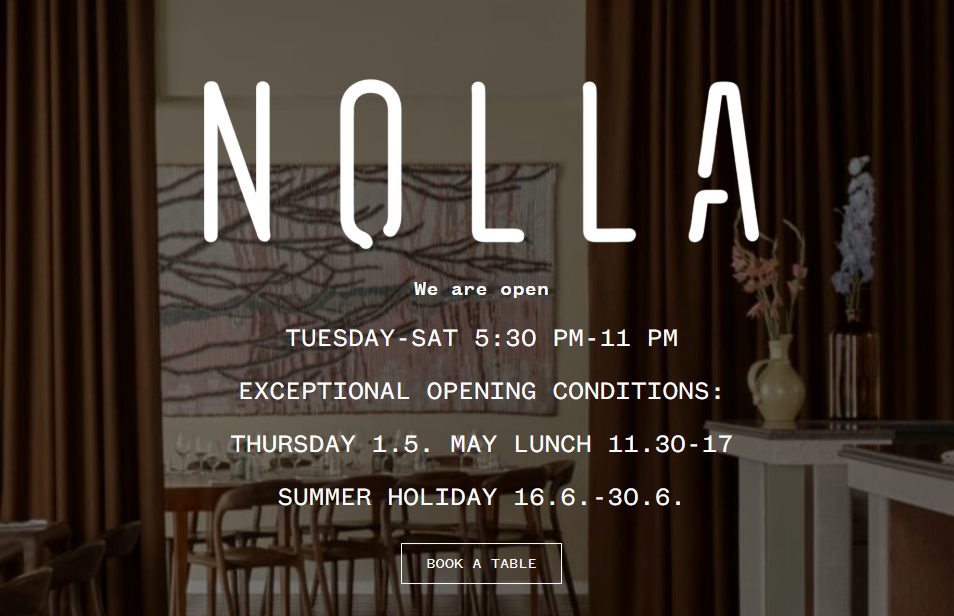 NOLLA
We are open
TUESDAY-SAT 5:30 PM-11 PM
EXCEPTIONAL OPENING CONDITIONS:
THURSDAY 1.5. MAY LUNCH 11.30-17
SUMMER HOLIDAY 16.6.-30.6.
BOOK A TABLE